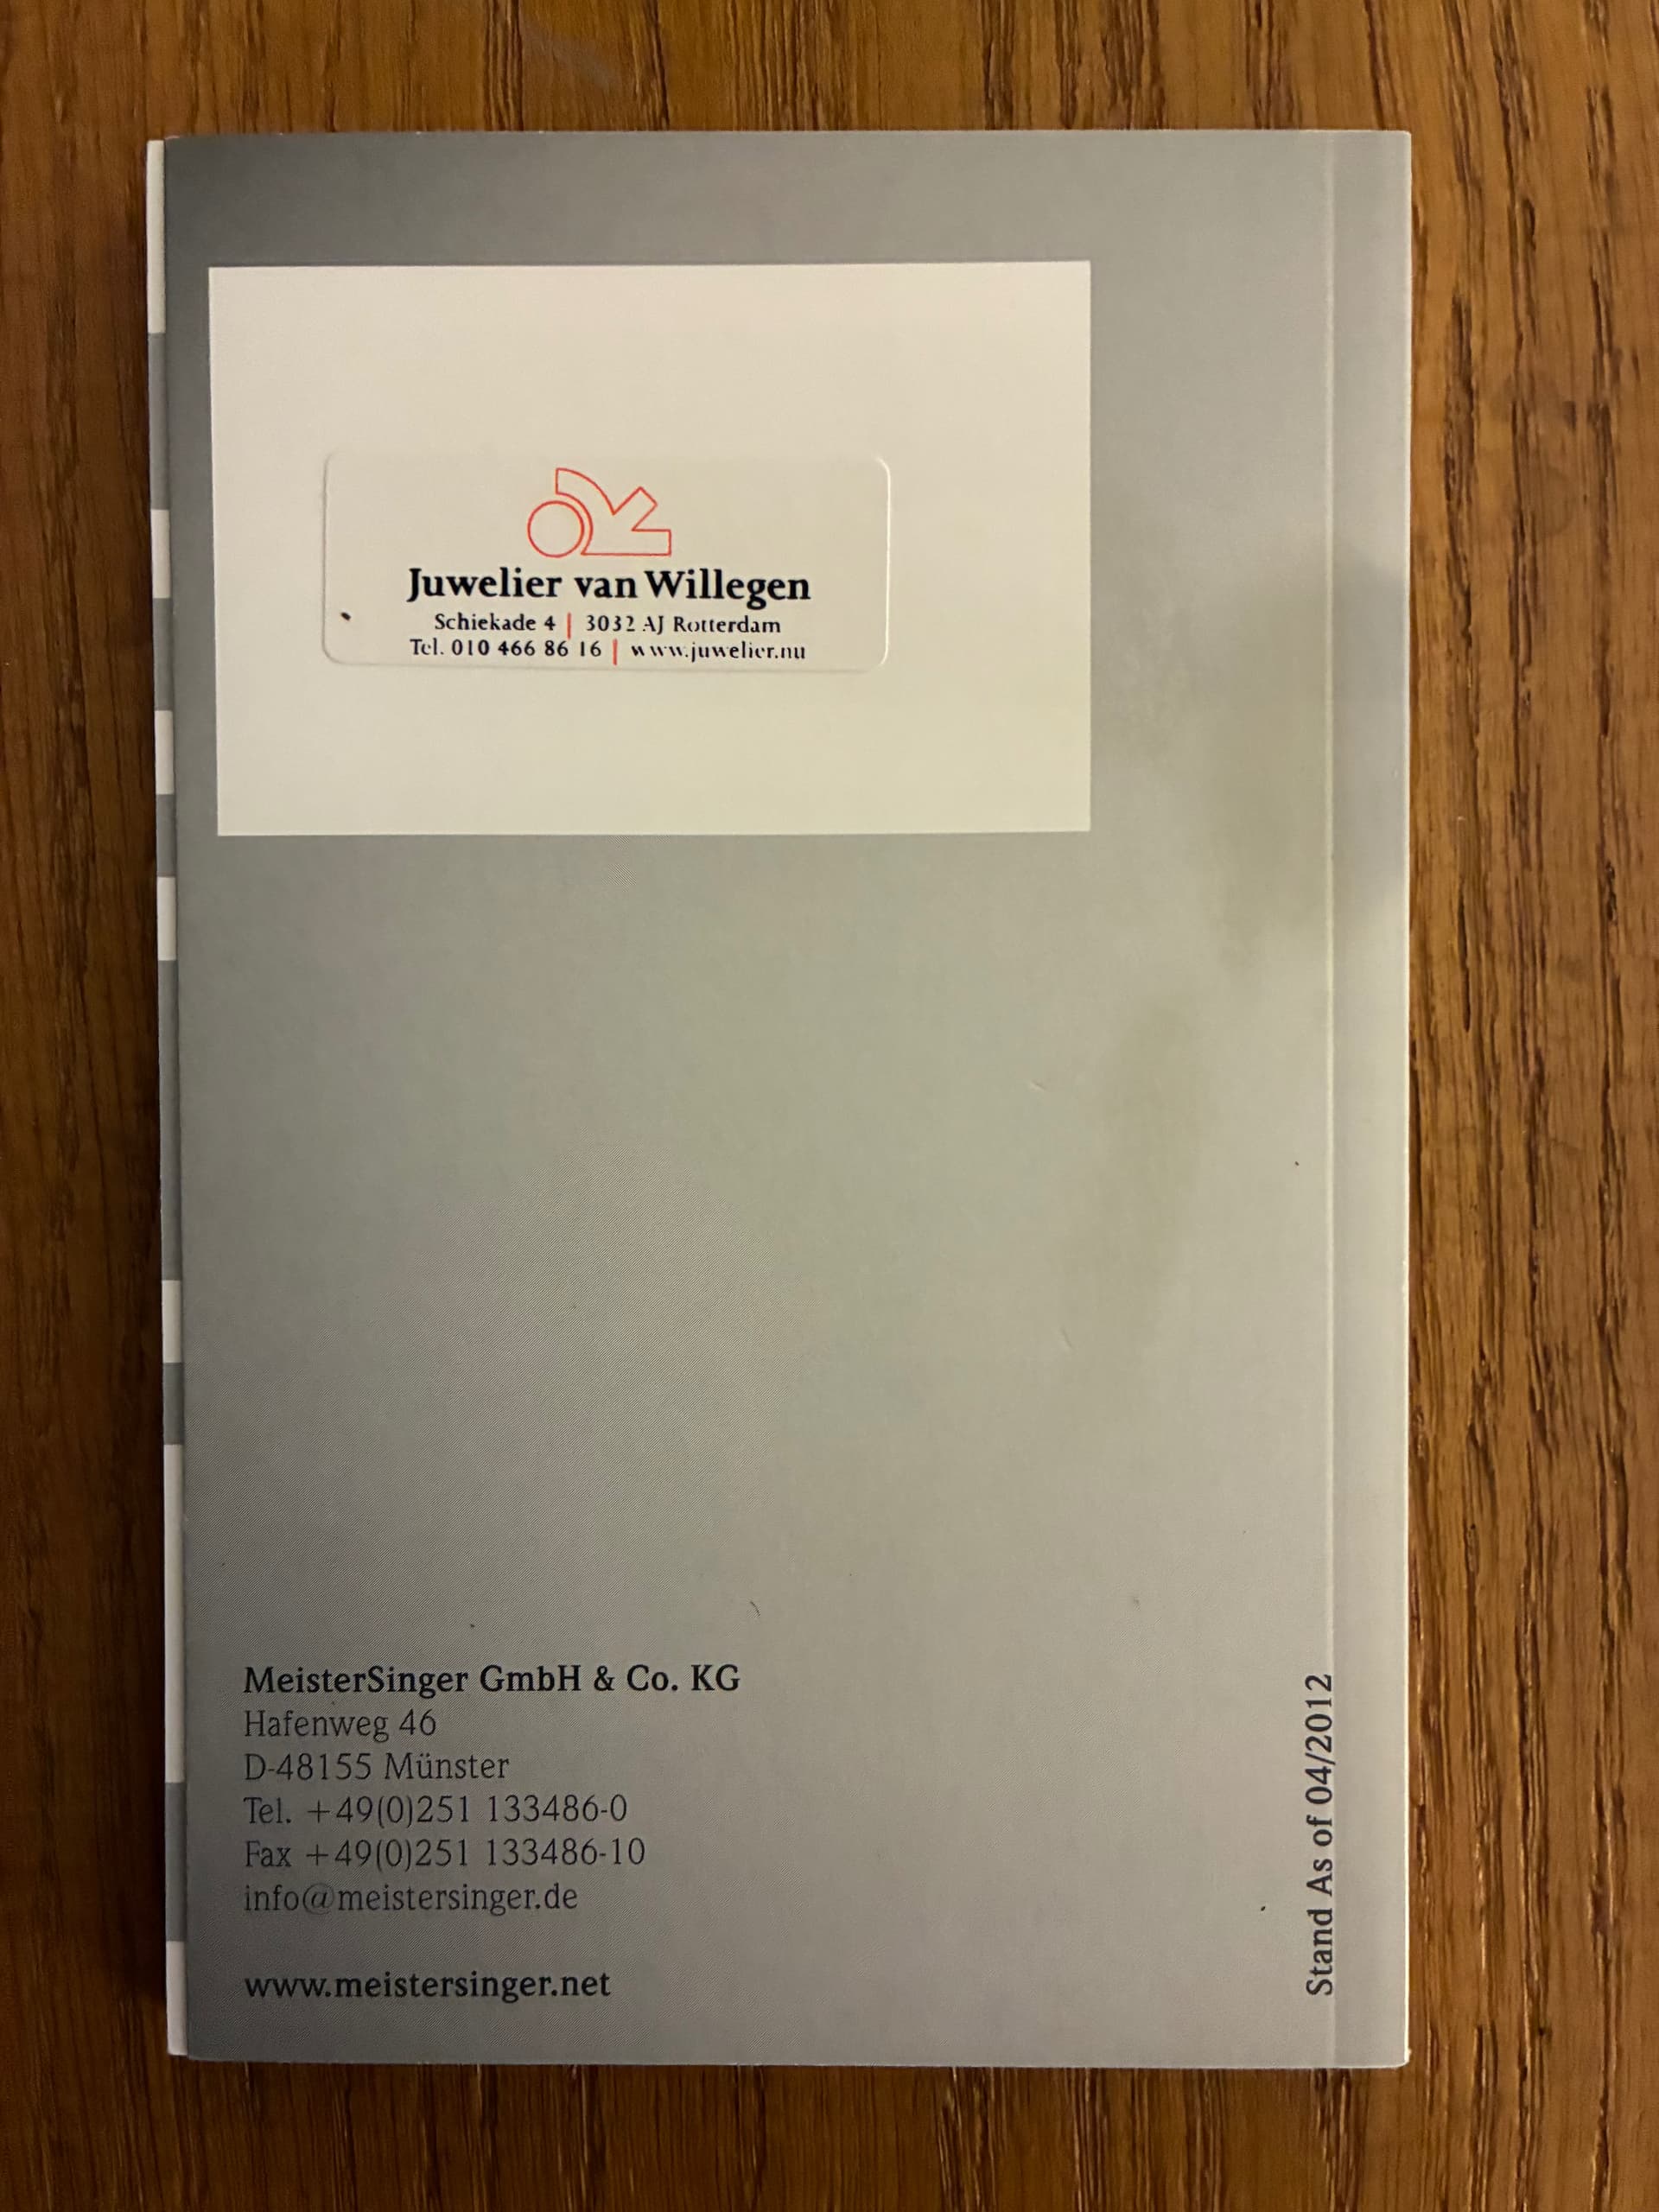 Juwelier van Willegen
Schiekade 4 | 3032 AJ Rotterdam
Tel. 010 466 86 16 | www.juwelier.nu
MeisterSinger GmbH & Co. KG
Hafenweg 46
D-48155 Münster
Tel. +49(0)251 133486-0
Fax +49(0)251 133486-10
info@meistersinger.de
www.meistersinger.net
Stand As of 04/2012